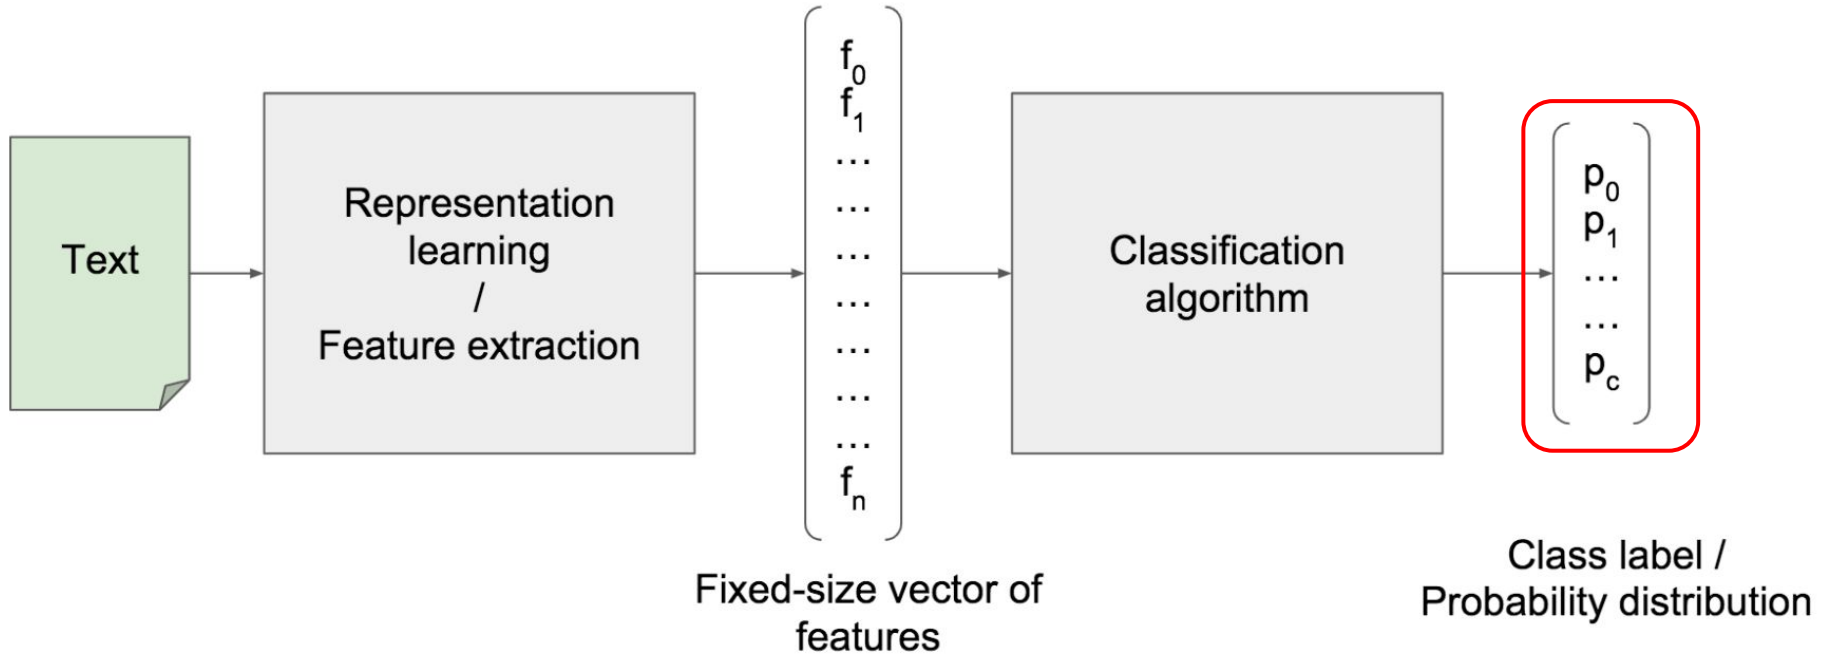 Text
Representation
learning
/
Feature extraction
f₀
f₁
...
...
...
...
...
...
...
fₙ
Fixed-size vector of
features
Classification
algorithm
p₀
p₁
...
...
p_c
Class label /
Probability distribution